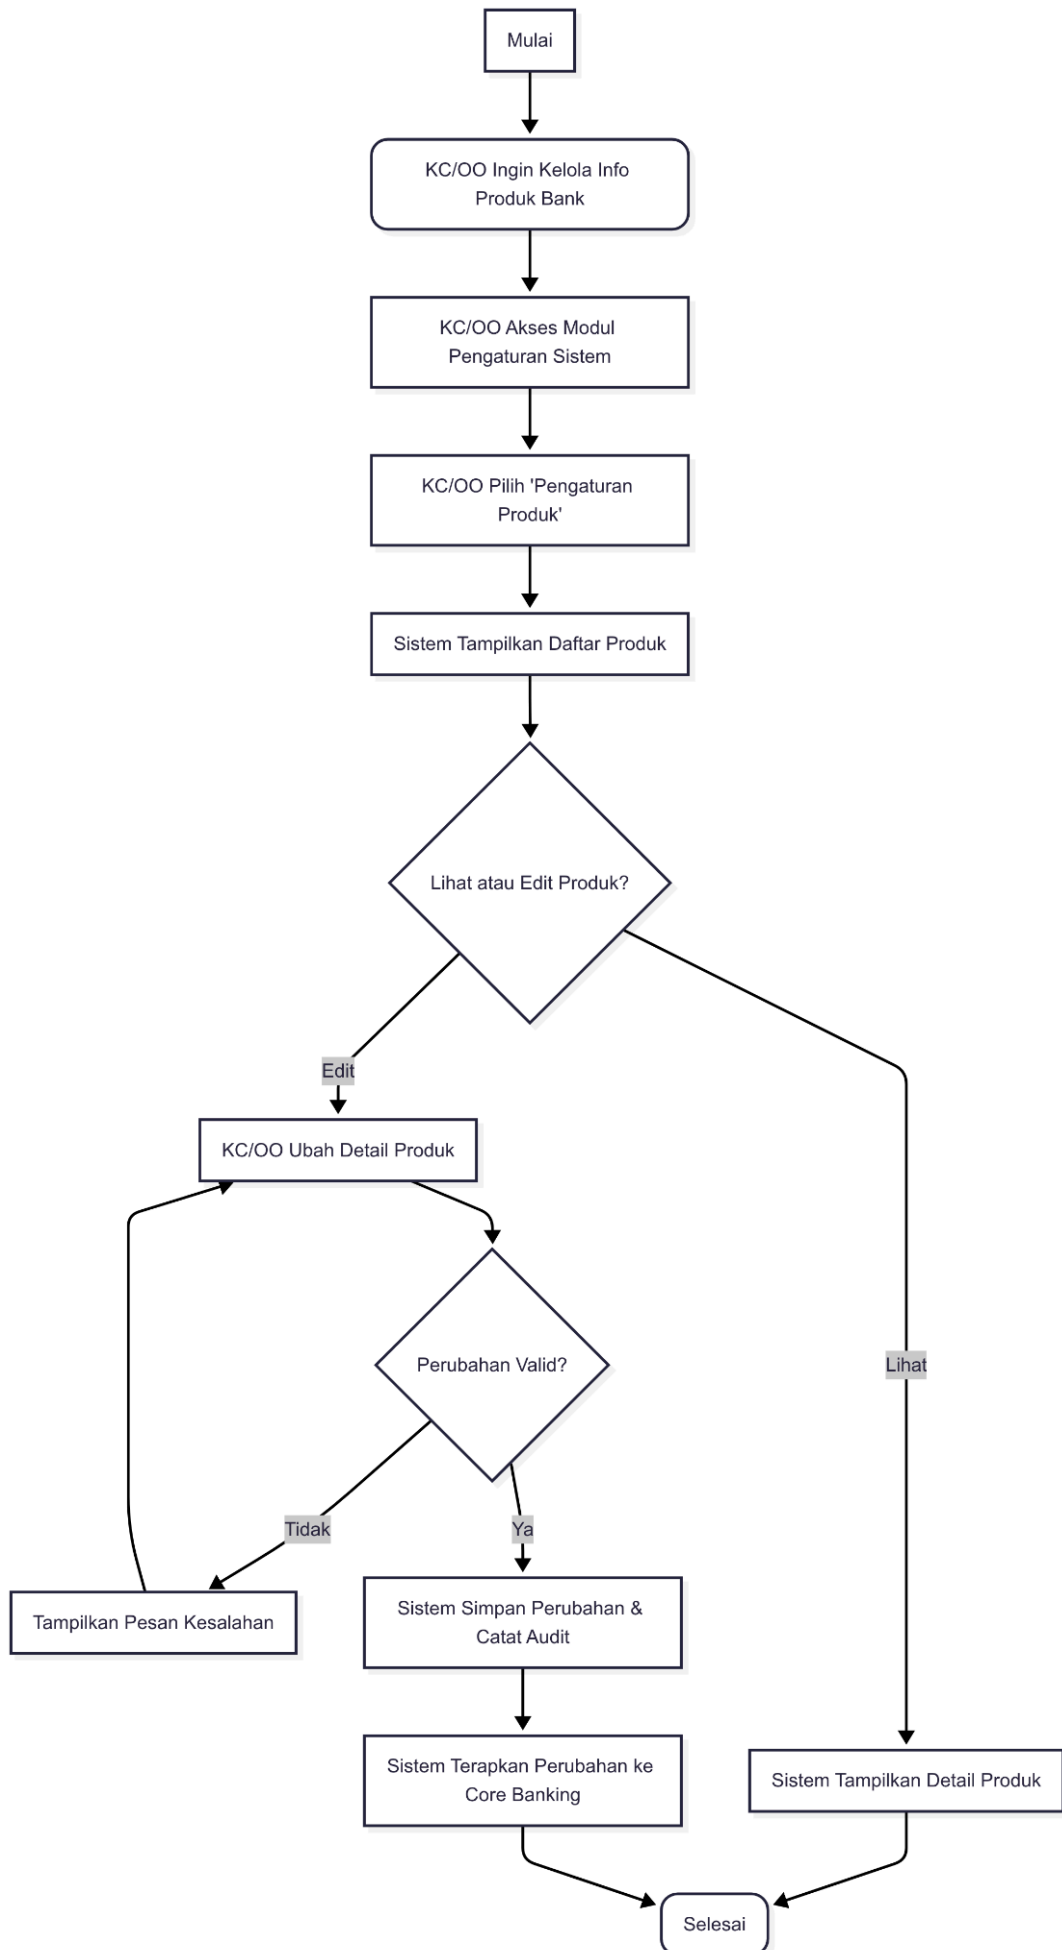 Mulai
KC/OO Ingin Kelola Info
Produk Bank
KC/OO Akses Modul
Pengaturan Sistem
KC/OO Pilih 'Pengaturan
Produk'
Sistem Tampilkan Daftar Produk
Lihat atau Edit Produk?
Edit
KC/OO Ubah Detail Produk
Perubahan Valid?
Lihat
Tidak
Ya
Tampilkan Pesan Kesalahan
Sistem Simpan Perubahan &
Catat Audit
Sistem Terapkan Perubahan ke
Core Banking
Sistem Tampilkan Detail Produk
Selesai